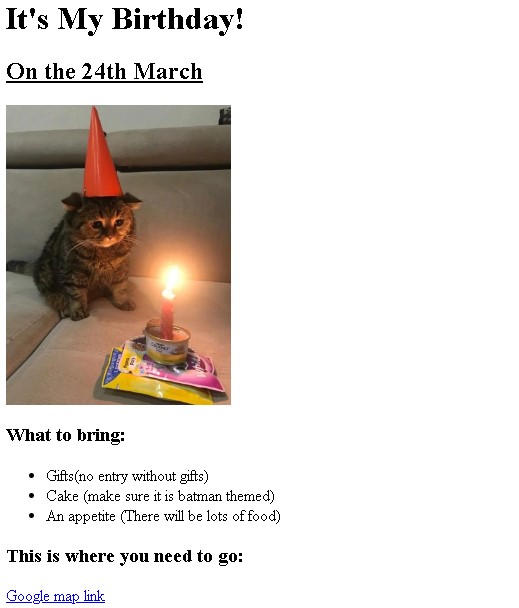 It's My Birthday!
On the 24th March
What to bring:
Gifts(no entry without gifts)
Cake (make sure it is batman themed)
An appetite (There will be lots of food)
This is where you need to go:
Google map link